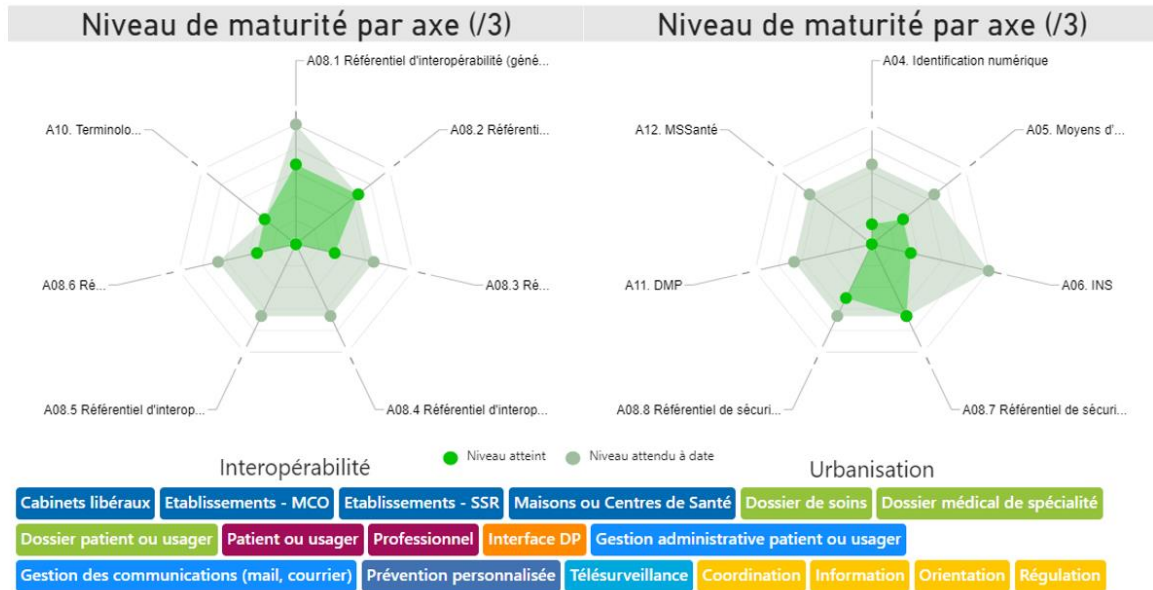 Niveau de maturité par axe (/3)
Niveau de maturité par axe (/3)
A08.1 Référentiel d'interopérabilité (géné...
A10. Terminolo...
A08.2 Référenti...
A08.6 Ré...
A08.3 Ré...
A08.5 Référentiel d'interop...
A08.4 Référentiel d'interop...
A04. Identification numérique
A12. MSSanté
A05. Moyens d'...
A11. DMP
A06. INS
A08.8 Référentiel de sécuri...
A08.7 Référentiel de sécuri...
Interopérabilité
Niveau atteint
Niveau attendu à date
Urbanisation
Cabinets libéraux Etablissements - MCO Etablissements - SSR Maisons ou Centres de Santé Dossier de soins Dossier médical de spécialité
Dossier patient ou usager Patient ou usager Professionnel Interface DP Gestion administrative patient ou usager
Gestion des communications (mail, courrier) Prévention personnalisée Télésurveillance Coordination Information Orientation Régulation